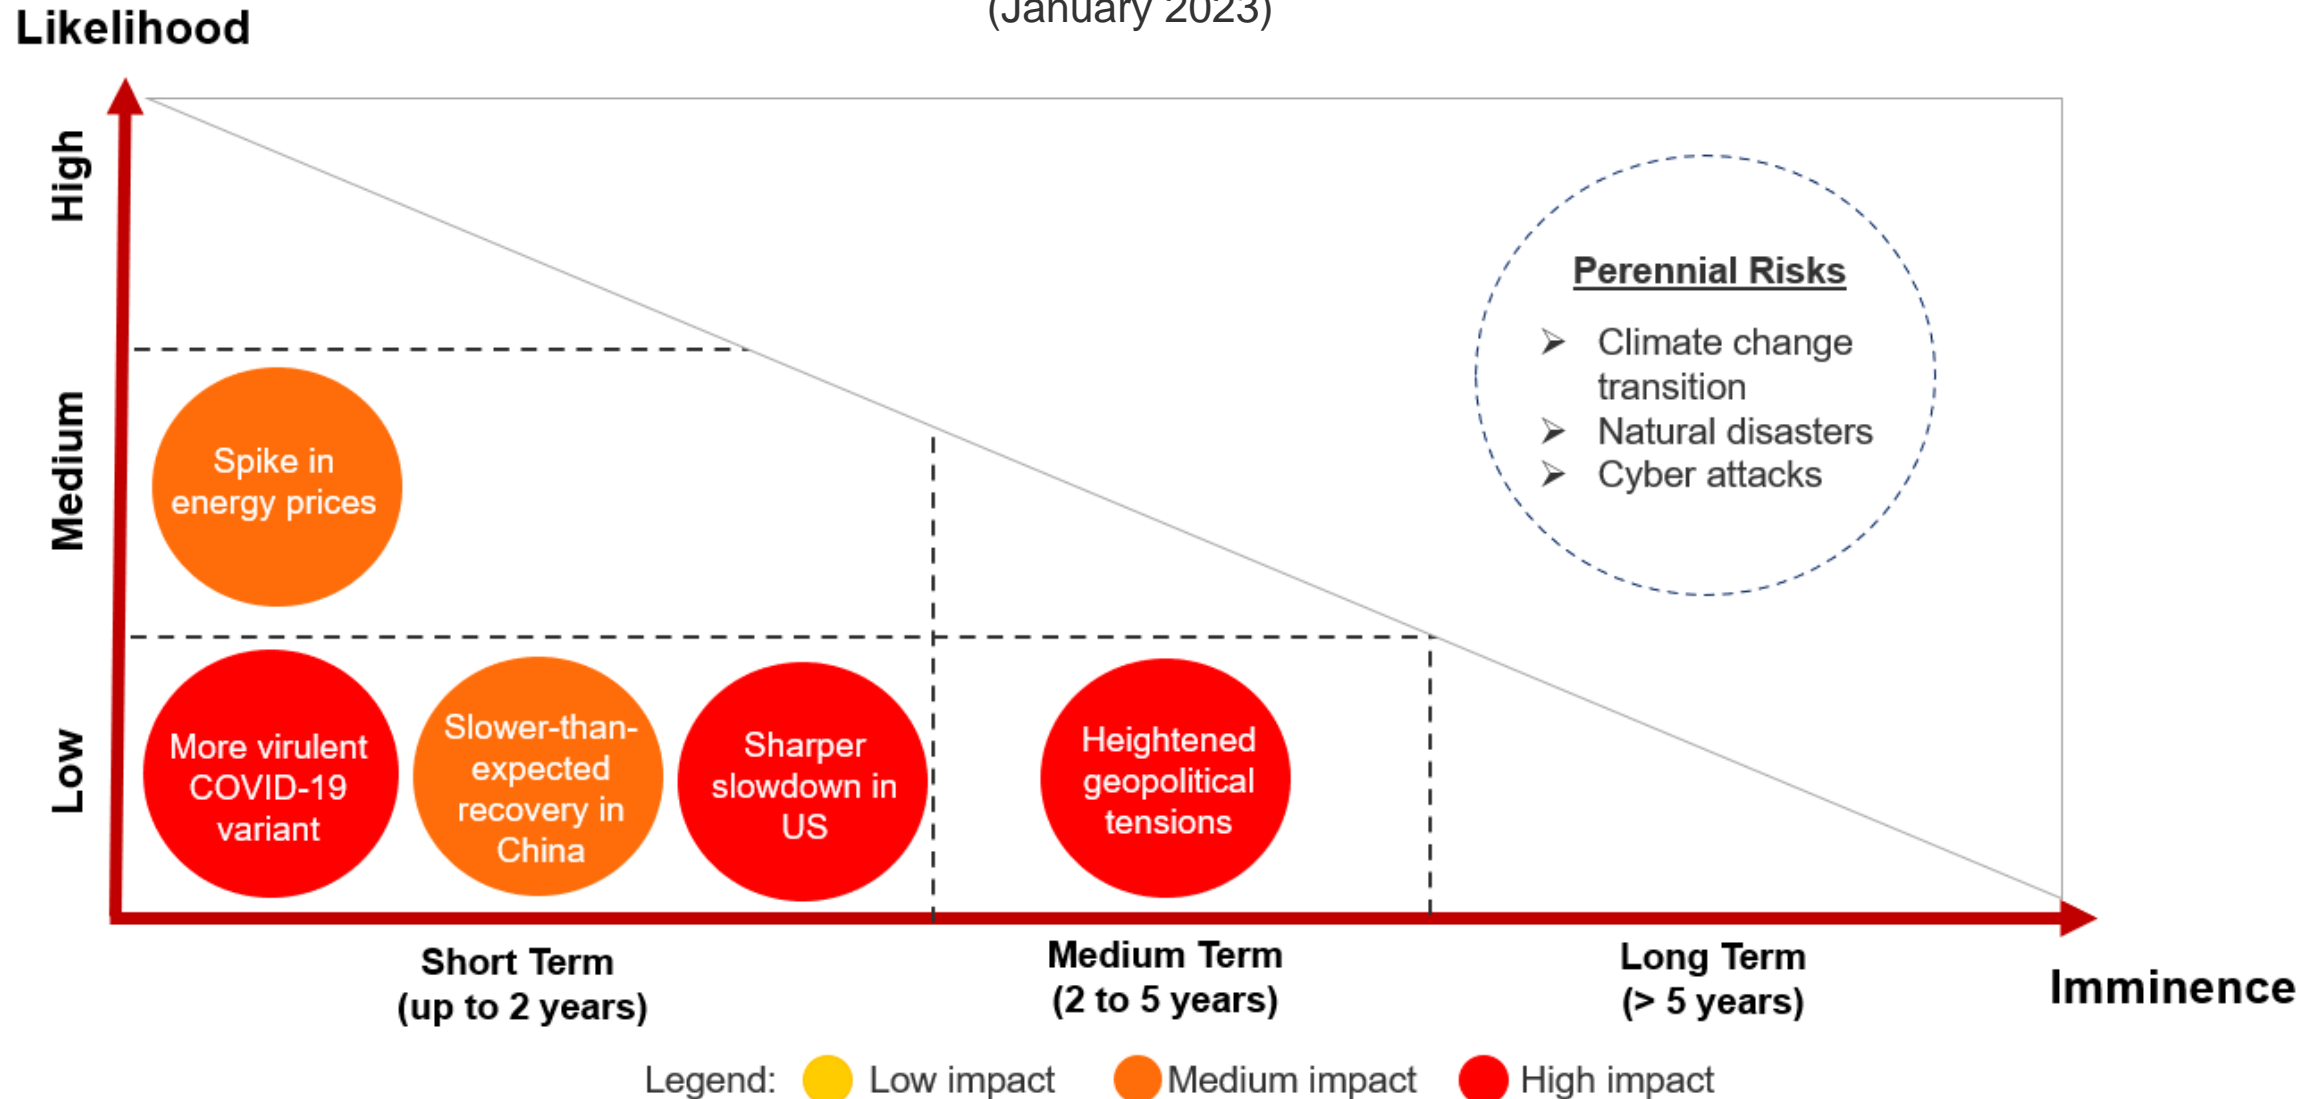 (January 2023)
Likelihood
High
Medium
Low
Perennial Risks
➢ Climate change
transition
➢ Natural disasters
➢ Cyber attacks
Spike in
energy prices
More virulent
COVID-19
variant
Slower-than-
expected
recovery in
China
Sharper
slowdown in
US
Heightened
geopolitical
tensions
Short Term
(up to 2 years)
Medium Term
(2 to 5 years)
Long Term
(> 5 years)
Imminence
Legend: Low impact Medium impact High impact